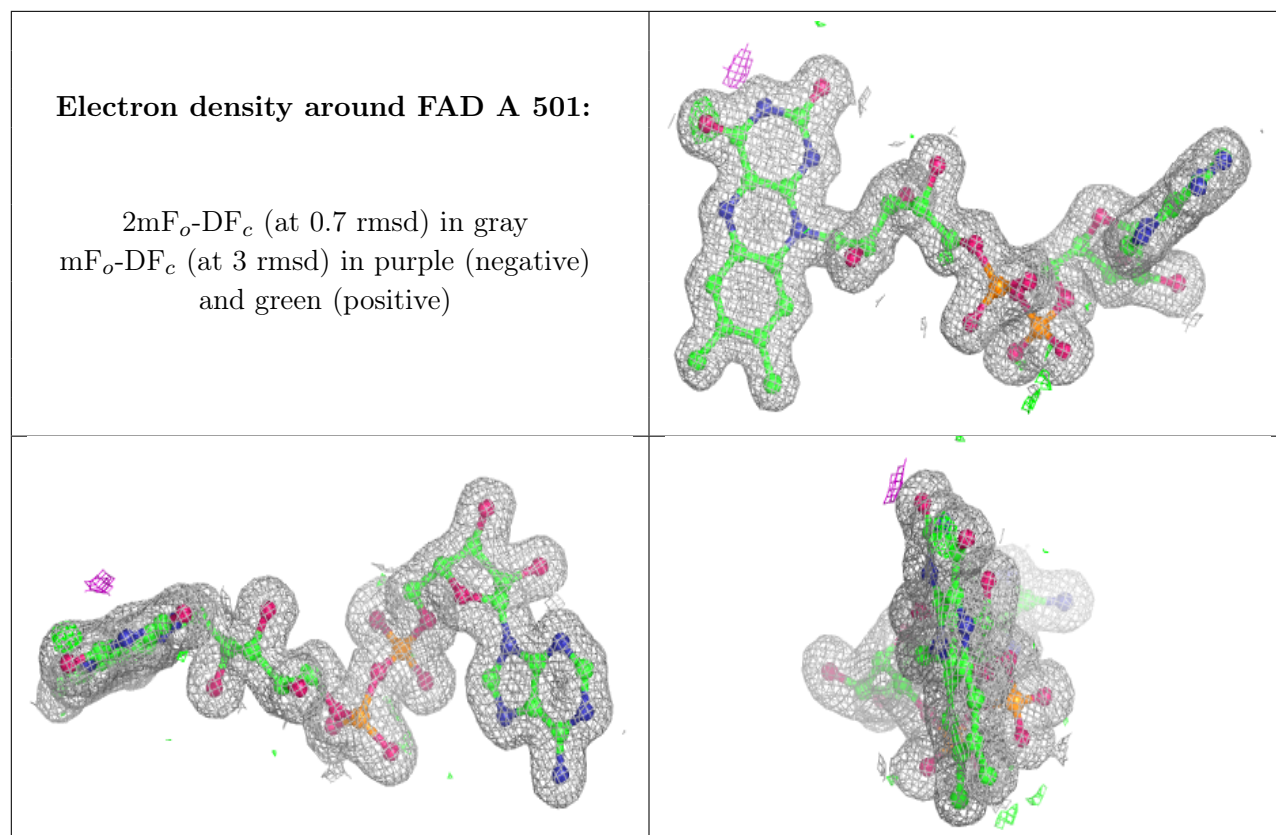 Electron density around FAD A 501:
2mFo-DFc (at 0.7 rmsd) in gray
mFo-DFc (at 3 rmsd) in purple (negative)
and green (positive)